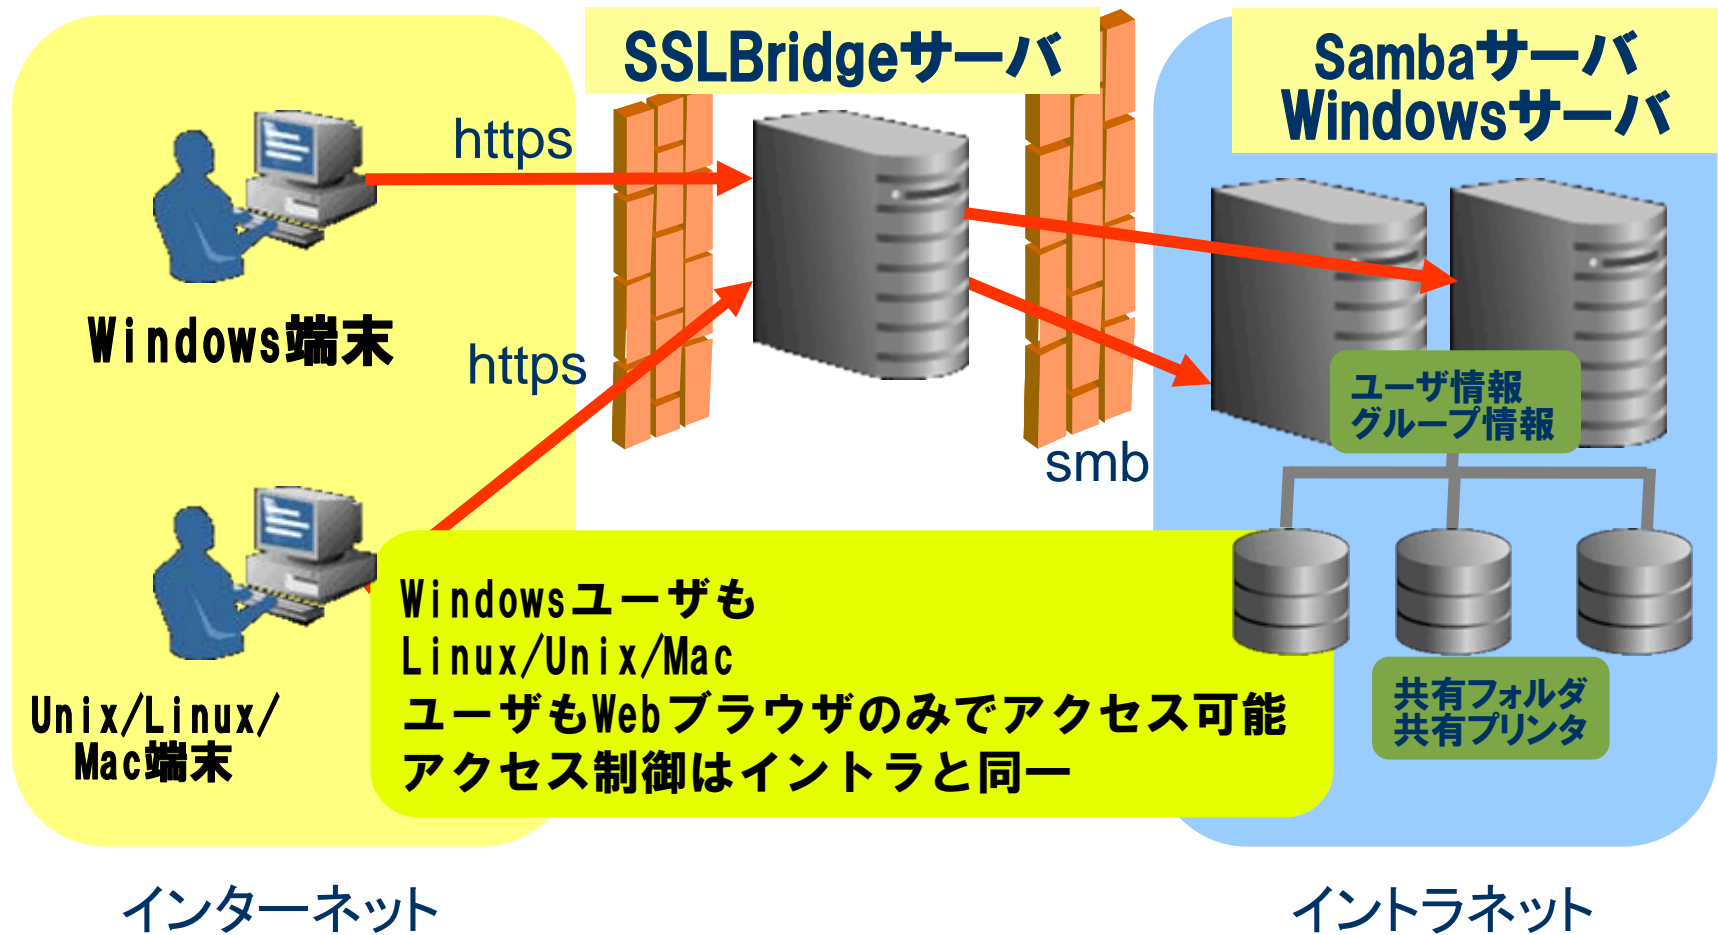 SSLBridgeサーバ
Sambaサーバ
Windowsサーバ
https
Windows端末
https
smb
ユーザ情報
グループ情報
Windowsユーザも
Linux/Unix/Mac
ユーザもWebブラウザのみでアクセス可能
アクセス制御はイントラと同一
Unix/Linux/
Mac端末
共有フォルダ
共有プリンタ
インターネット
イントラネット